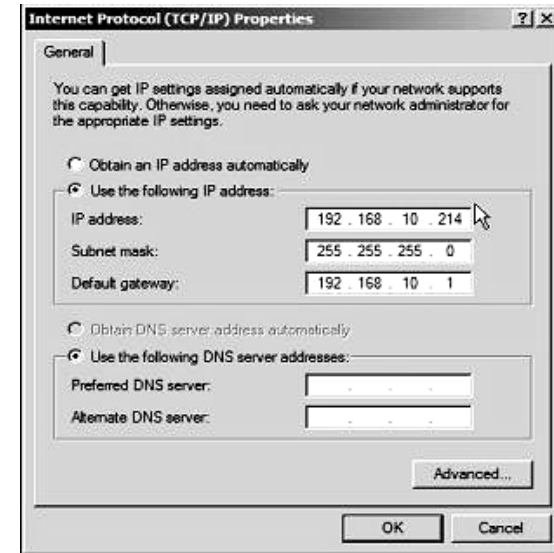 Internet Protocol (TCP/IP) Properties
General
You can get IP settings assigned automatically if your network supports
this capability. Otherwise, you need to ask your network administrator for
the appropriate IP settings.
Obtain an IP address automatically
Use the following IP address:
IP address: 192 . 168 . 10 . 214
Subnet mask: 255 . 255 . 255 . 0
Default gateway: 192 . 168 . 10 . 1
Obtain DNS server address automatically
Use the following DNS server addresses:
Preferred DNS server: . . .
Alternate DNS server: . . .
Advanced...
OK Cancel